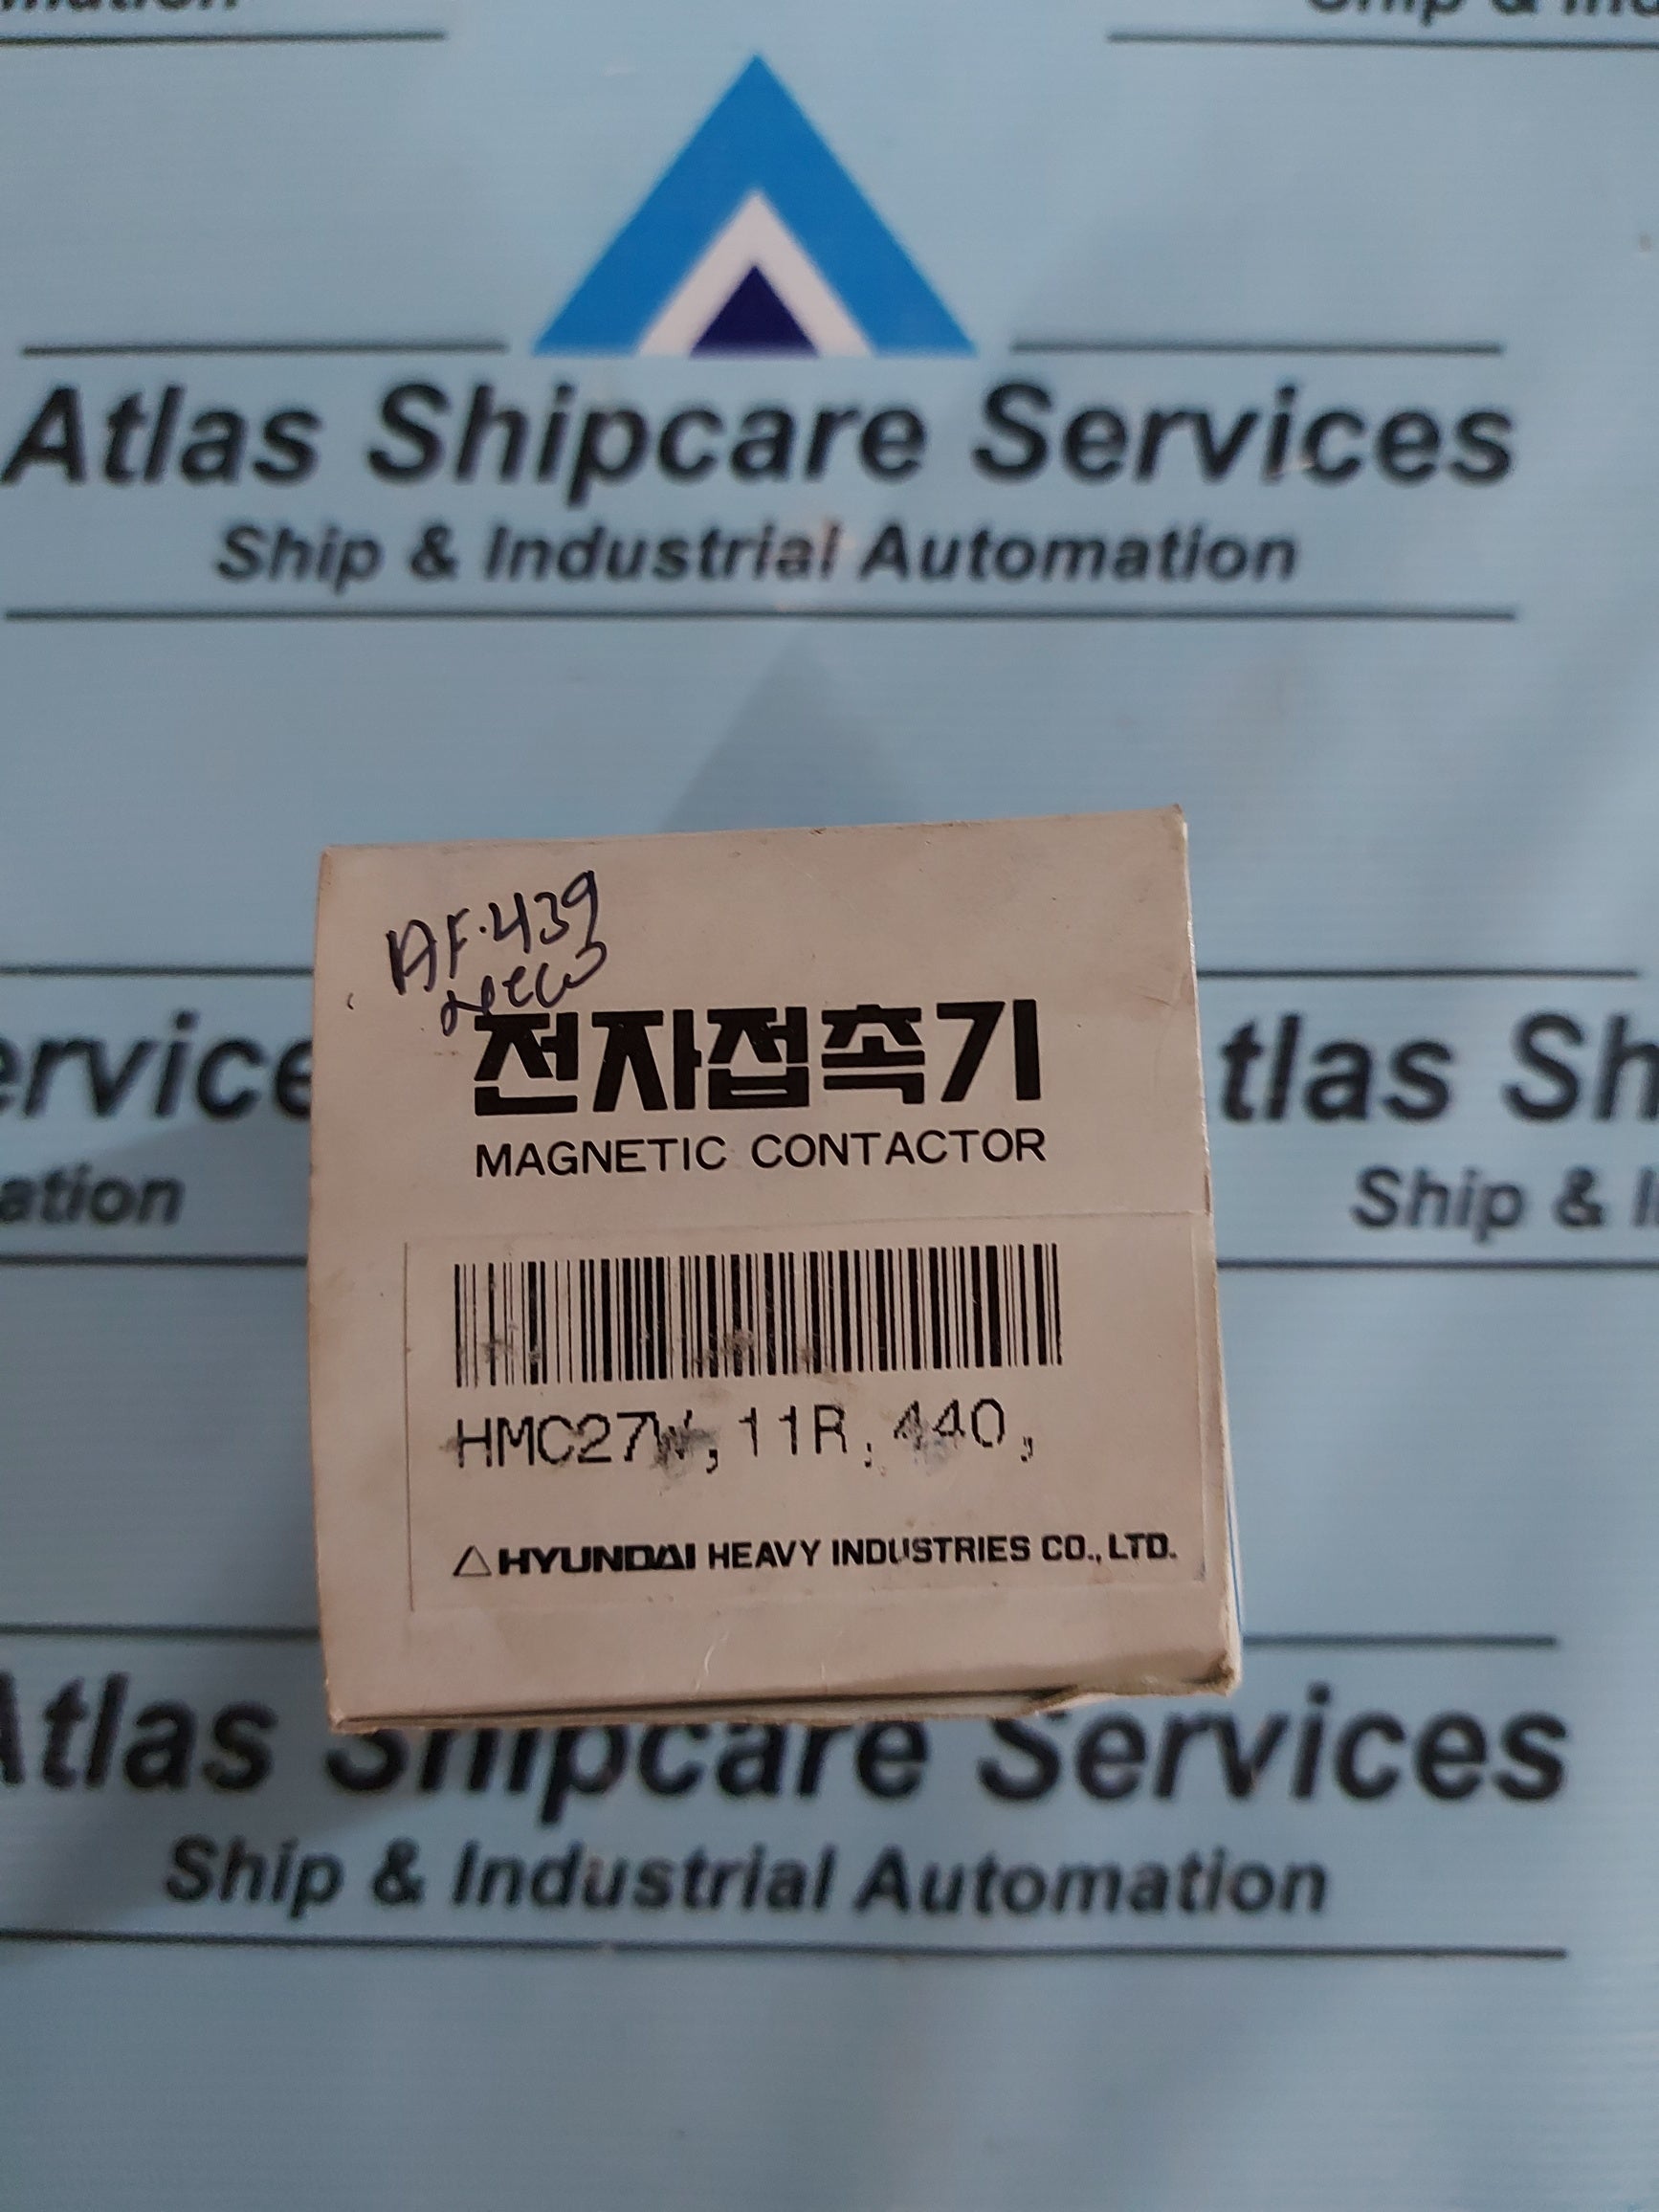 Atlas Shipcare Services
Ship & Industrial Automation
AF.439
new
전자접촉기
MAGNETIC CONTACTOR
HMC27W, 11R, 440,
HYUNDAI HEAVY INDUSTRIES CO., LTD.
ervice
ation
tlas Sh
Ship & I
Atlas Shipcare Services
Ship & Industrial Automation